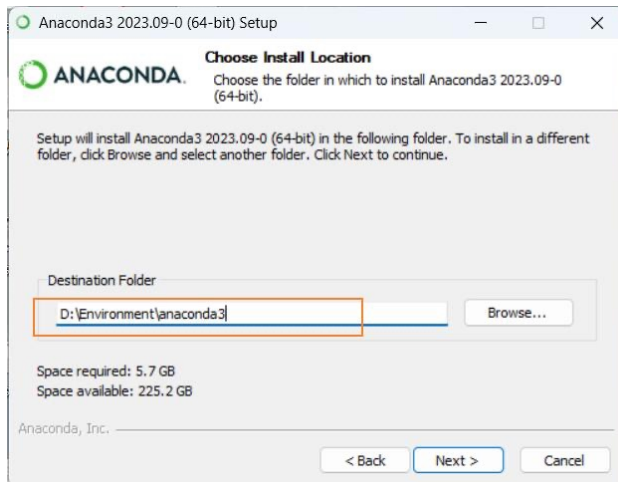 Anaconda3 2023.09-0 (64-bit) Setup
ANACONDA.
Choose Install Location
Choose the folder in which to install Anaconda3 2023.09-0
(64-bit).
Setup will install Anaconda3 2023.09-0 (64-bit) in the following folder. To install in a different
folder, click Browse and select another folder. Click Next to continue.
Destination Folder
D:\Environment\anaconda3
Browse...
Space required: 5.7 GB
Space available: 225.2 GB
Anaconda, Inc.
< Back Next > Cancel